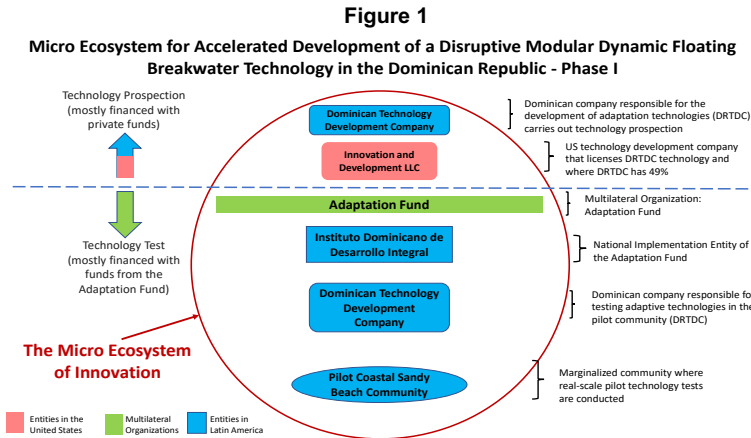 Figure 1
Micro Ecosystem for Accelerated Development of a Disruptive Modular Dynamic Floating
Breakwater Technology in the Dominican Republic - Phase I
Technology Prospection
(mostly financed with
private funds)
Dominican Technology
Development Company
Dominican company responsible for the
development of adaptation technologies (DRTDC)
carries out technology prospection
Innovation and
Development LLC
US technology development company
that licenses DRTDC technology and
where DRTDC has 49%
Adaptation Fund
Multilateral Organization:
Adaptation Fund
Technology Test
(mostly financed with
funds from the
Adaptation Fund)
Instituto Dominicano de
Desarrollo Integral
National Implementation Entity of
the Adaptation Fund
Dominican Technology
Development
Company
Dominican company responsible fo
testing adaptive technologies in the
pilot community (DRTDC)
The Micro Ecosystem
of Innovation
Pilot Coastal Sandy
Beach Community
Marginalized community where
real-scale pilot technology tests
are conducted
Entities in the
United States
Multilateral
Organizations
Entities in
Latin America